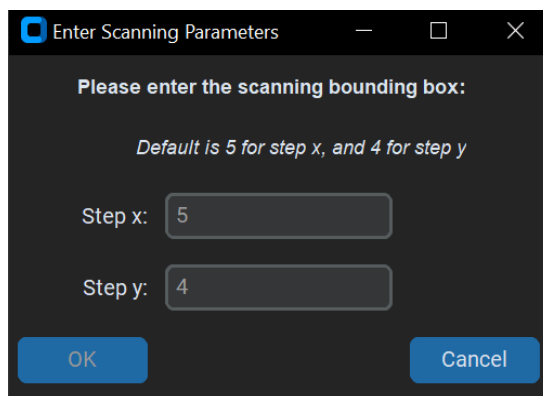 Enter Scanning Parameters
Please enter the scanning bounding box:
Default is 5 for step x, and 4 for step y
Step x: 5
Step y: 4
OK Cancel